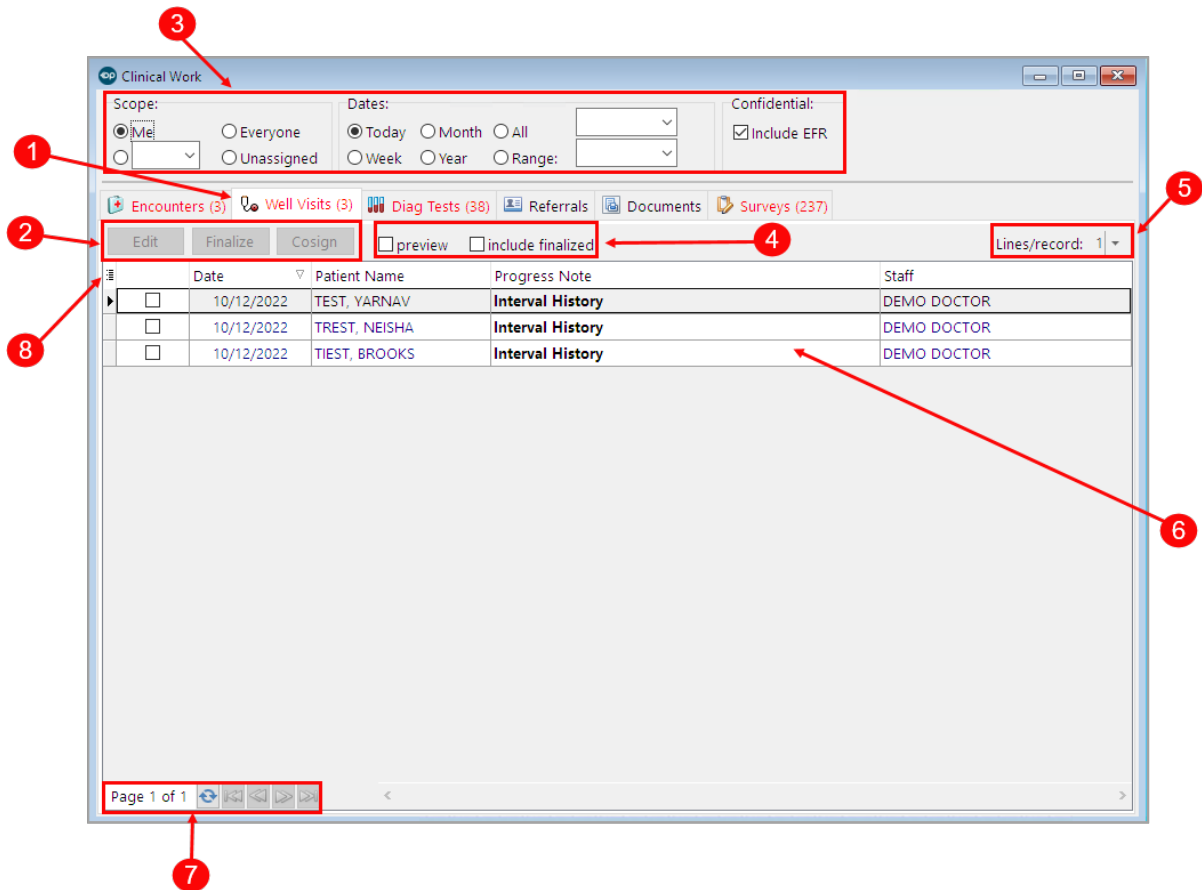 3
op Clinical Work
Scope: Dates: Confidential:
Me Everyone Today Month All Include EFR
Unassigned Week Year Range:
1
5
Encounters (3) Well Visits (3) Diag Tests (38) Referrals Documents Surveys (237)
2
Edit Finalize Cosign preview include finalized 4 Lines/record: 1
Date Patient Name Progress Note Staff
10/12/2022 TEST, YARNAV Interval History DEMO DOCTOR
10/12/2022 TREST, NEISHA Interval History DEMO DOCTOR
8
10/12/2022 TIEST, BROOKS Interval History DEMO DOCTOR
6
Page 1 of 1
7